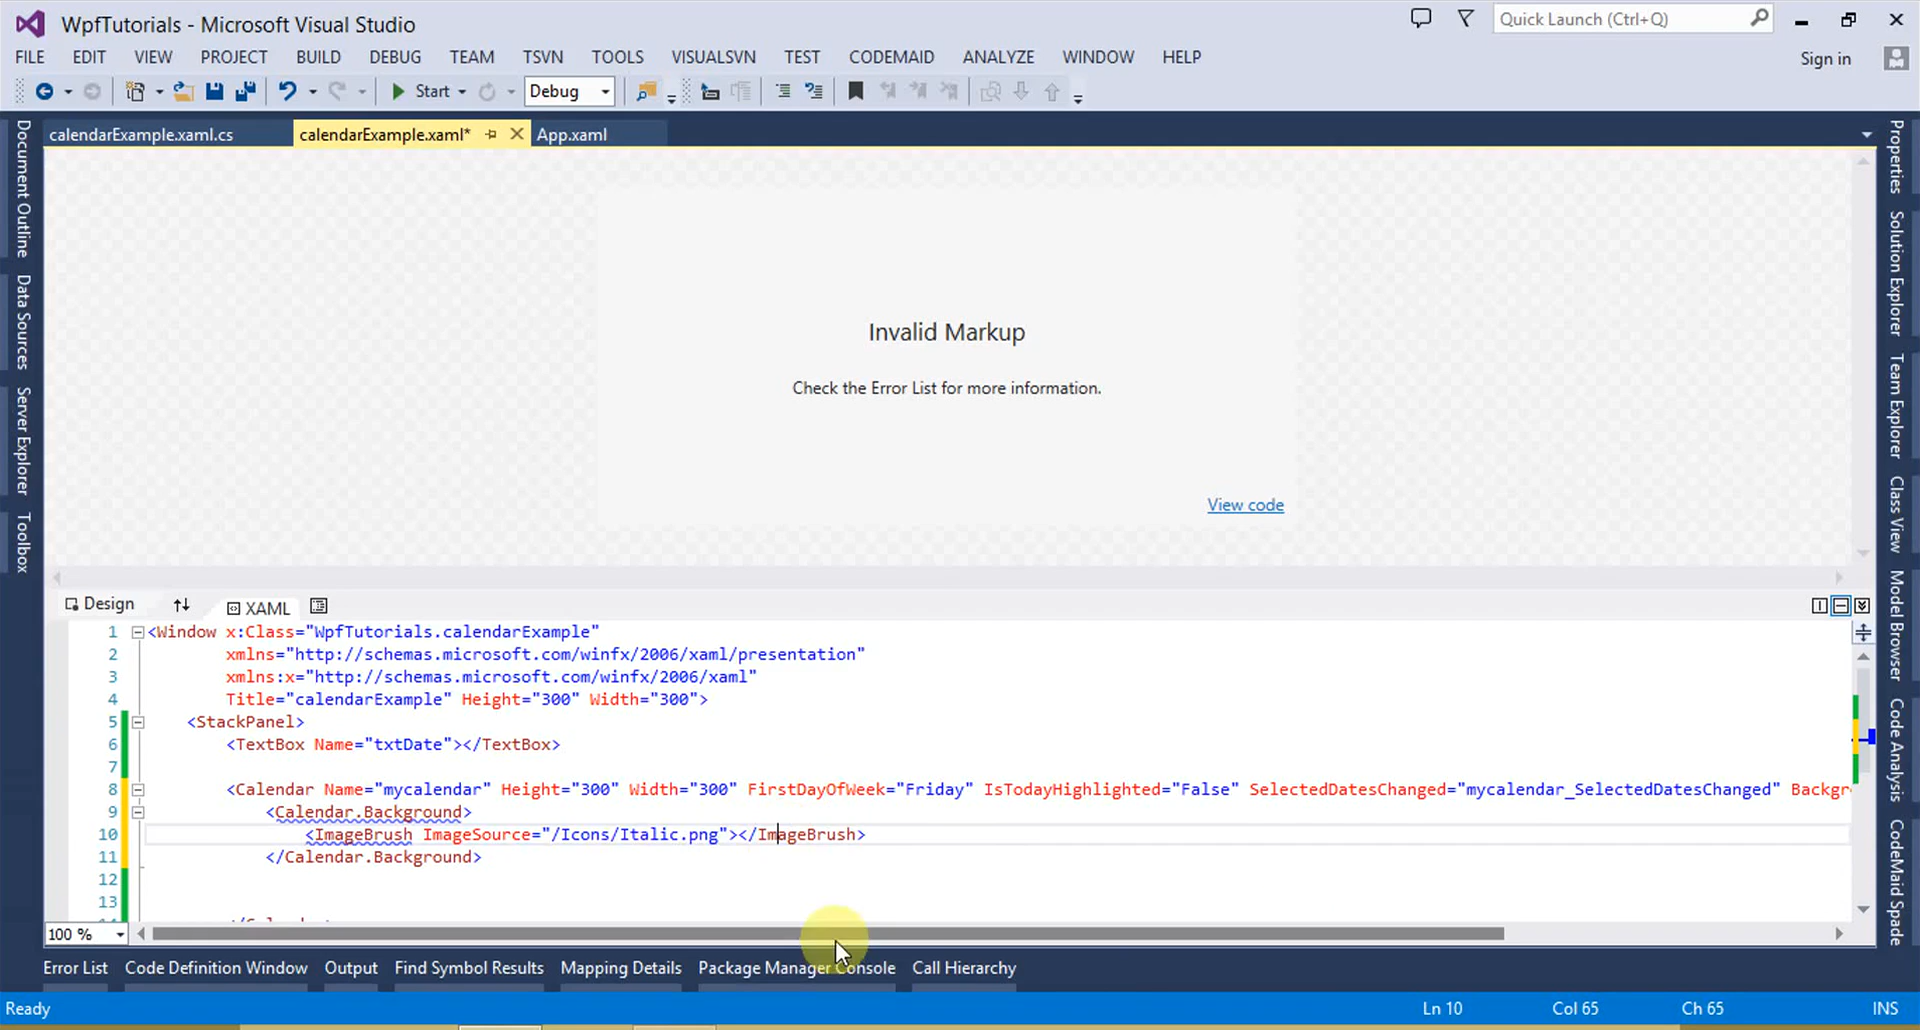 WpfTutorials - Microsoft Visual Studio
Quick Launch (Ctrl+Q)
FILE EDIT VIEW PROJECT BUILD DEBUG TEAM TSVN TOOLS VISUALSVN TEST CODEMAID ANALYZE WINDOW HELP
Sign in
Start Debug
calendarExample.xaml.cs calendarExample.xaml* App.xaml
Document Outline
Data Sources
Server Explorer
Toolbox
Invalid Markup
Check the Error List for more information.
View code
Design XAML
1 <Window x:Class="WpfTutorials.calendarExample"
2 xmlns="http://schemas.microsoft.com/winfx/2006/xaml/presentation"
3 xmlns:x="http://schemas.microsoft.com/winfx/2006/xaml"
4 Title="calendarExample" Height="300" Width="300">
5 <StackPanel>
6 <TextBox Name="txtDate"></TextBox>
7
8 <Calendar Name="mycalendar" Height="300" Width="300" FirstDayOfWeek="Friday" IsTodayHighlighted="False" SelectedDatesChanged="mycalendar_SelectedDatesChanged" Backgr
9 <Calendar.Background>
10 <ImageBrush ImageSource="/Icons/Italic.png"></ImageBrush>
11 </Calendar.Background>
12
13
100 %
Properties
Solution Explorer
Team Explorer
Class View
Model Browser
Code Analysis
CodeMaid Spade
Error List Code Definition Window Output Find Symbol Results Mapping Details Package Manager Console Call Hierarchy
Ready Ln 10 Col 65 Ch 65 INS